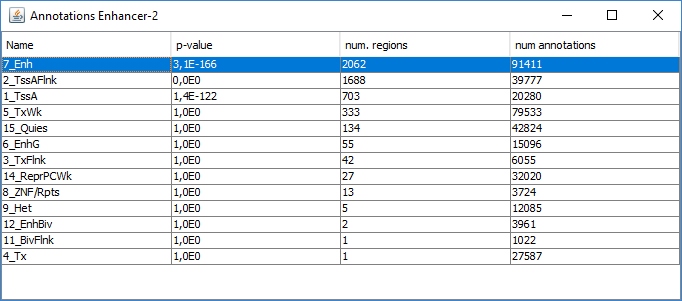 Annotations Enhancer-2
Name p-value num. regions num annotations
7_Enh 3,1E-166 2062 91411
2_TssAFlnk 0,0E0 1688 39777
1_TssA 1,4E-122 703 20280
5_TxWk 1,0E0 333 79533
15_Quies 1,0E0 134 42824
6_EnhG 1,0E0 55 15096
3_TxFlnk 1,0E0 42 6055
14_ReprPCWk 1,0E0 27 32020
8_ZNF/Rpts 1,0E0 13 3724
9_Het 1,0E0 5 12085
12_EnhBiv 1,0E0 2 3961
11_BivFlnk 1,0E0 1 1022
4_Tx 1,0E0 1 27587